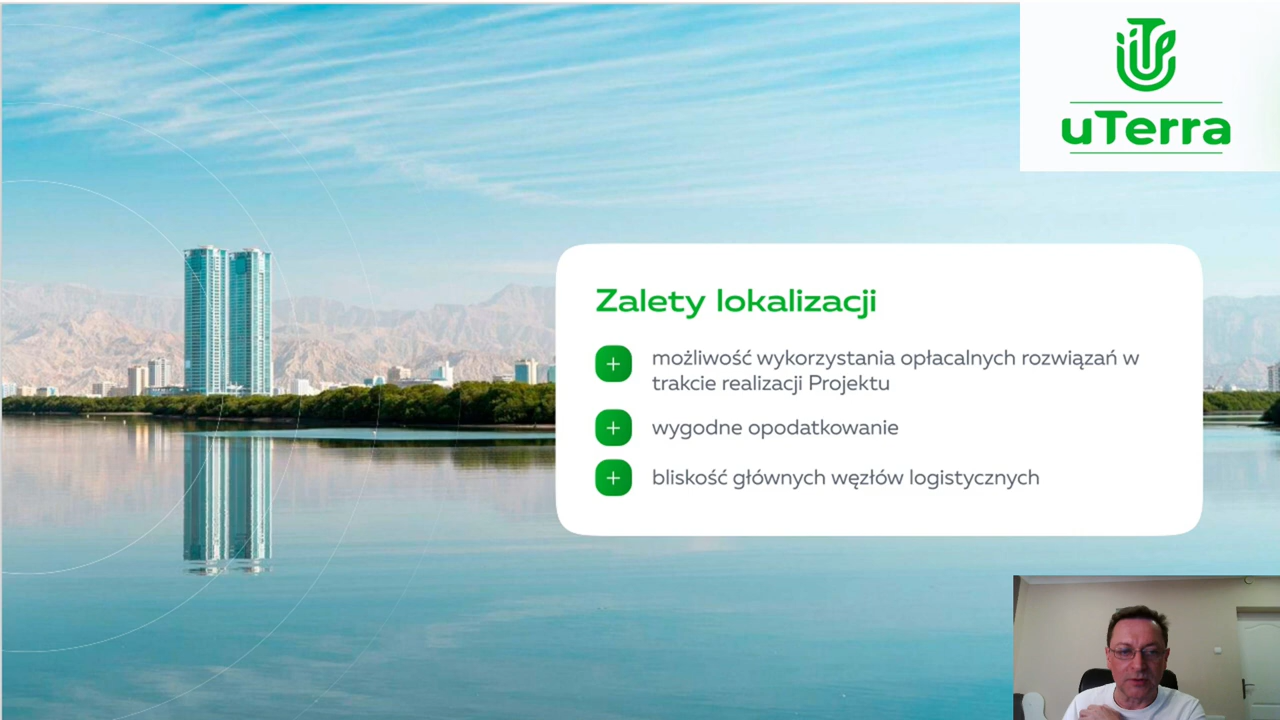 uTerra
Zalety lokalizacji
możliwość wykorzystania opłacalnych rozwiązań w
trakcie realizacji Projektu
wygodne opodatkowanie
bliskość głównych węzłów logistycznych